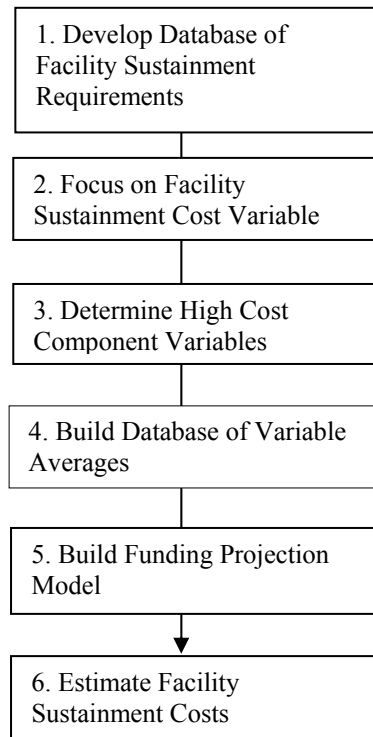 1. Develop Database of
Facility Sustainment
Requirements
2. Focus on Facility
Sustainment Cost Variable
3. Determine High Cost
Component Variables
4. Build Database of Variable
Averages
5. Build Funding Projection
Model
6. Estimate Facility
Sustainment Costs